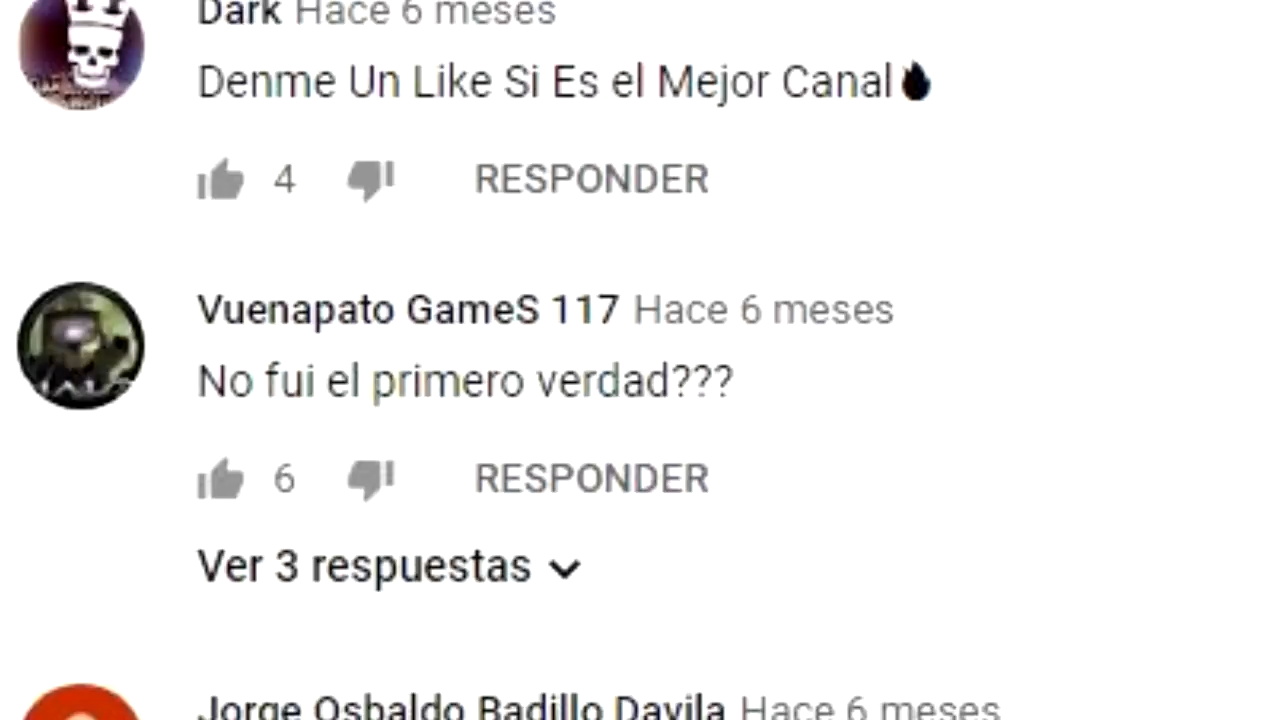 Dark Hace 6 meses
Denme Un Like Si Es el Mejor Canal
4 RESPONDER
Vuenapato GameS 117 Hace 6 meses
No fui el primero verdad???
6 RESPONDER
Ver 3 respuestas
Jorge Osbaldo Badillo Davila Hace 6 meses